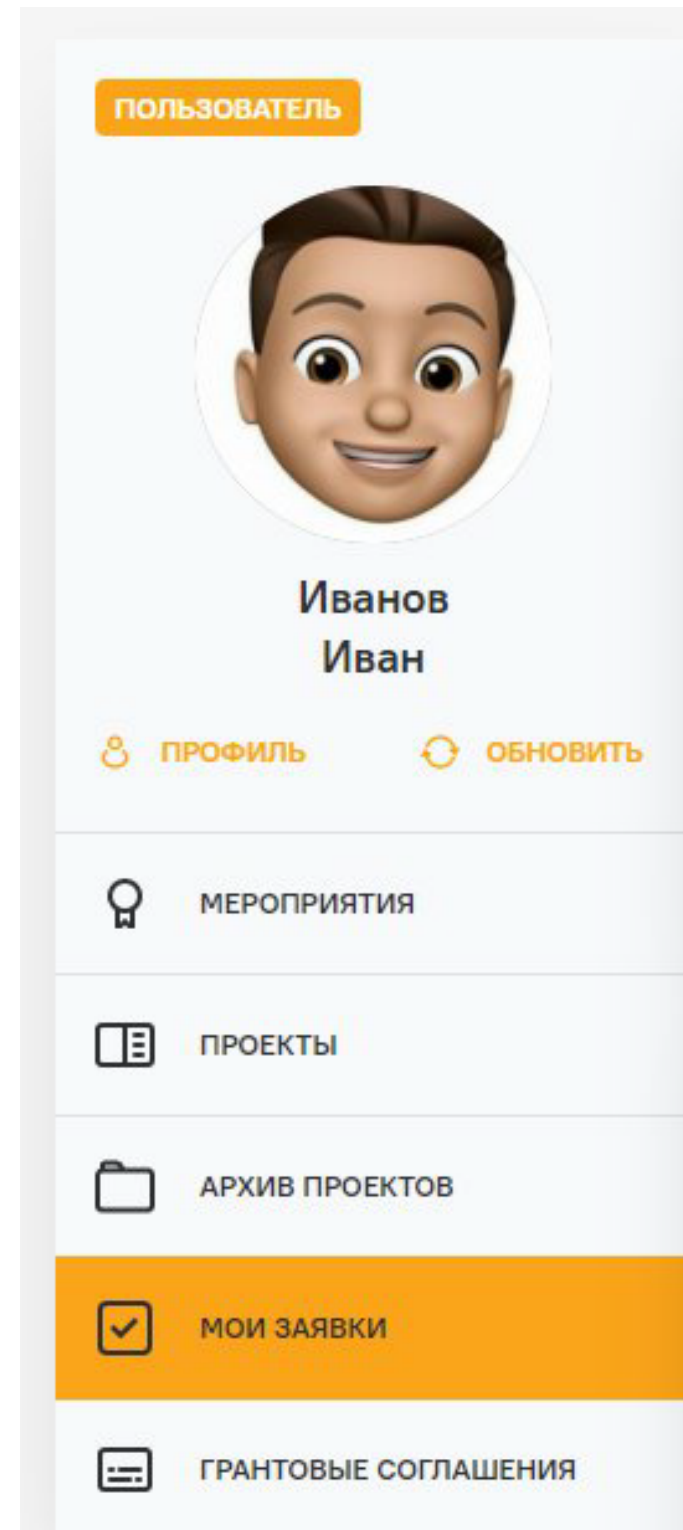 ПОЛЬЗОВАТЕЛЬ
Иванов
Иван
ПРОФИЛЬ
ОБНОВИТЬ
МЕРОПРИЯТИЯ
ПРОЕКТЫ
АРХИВ ПРОЕКТОВ
МОИ ЗАЯВКИ
ГРАНТОВЫЕ СОГЛАШЕНИЯ